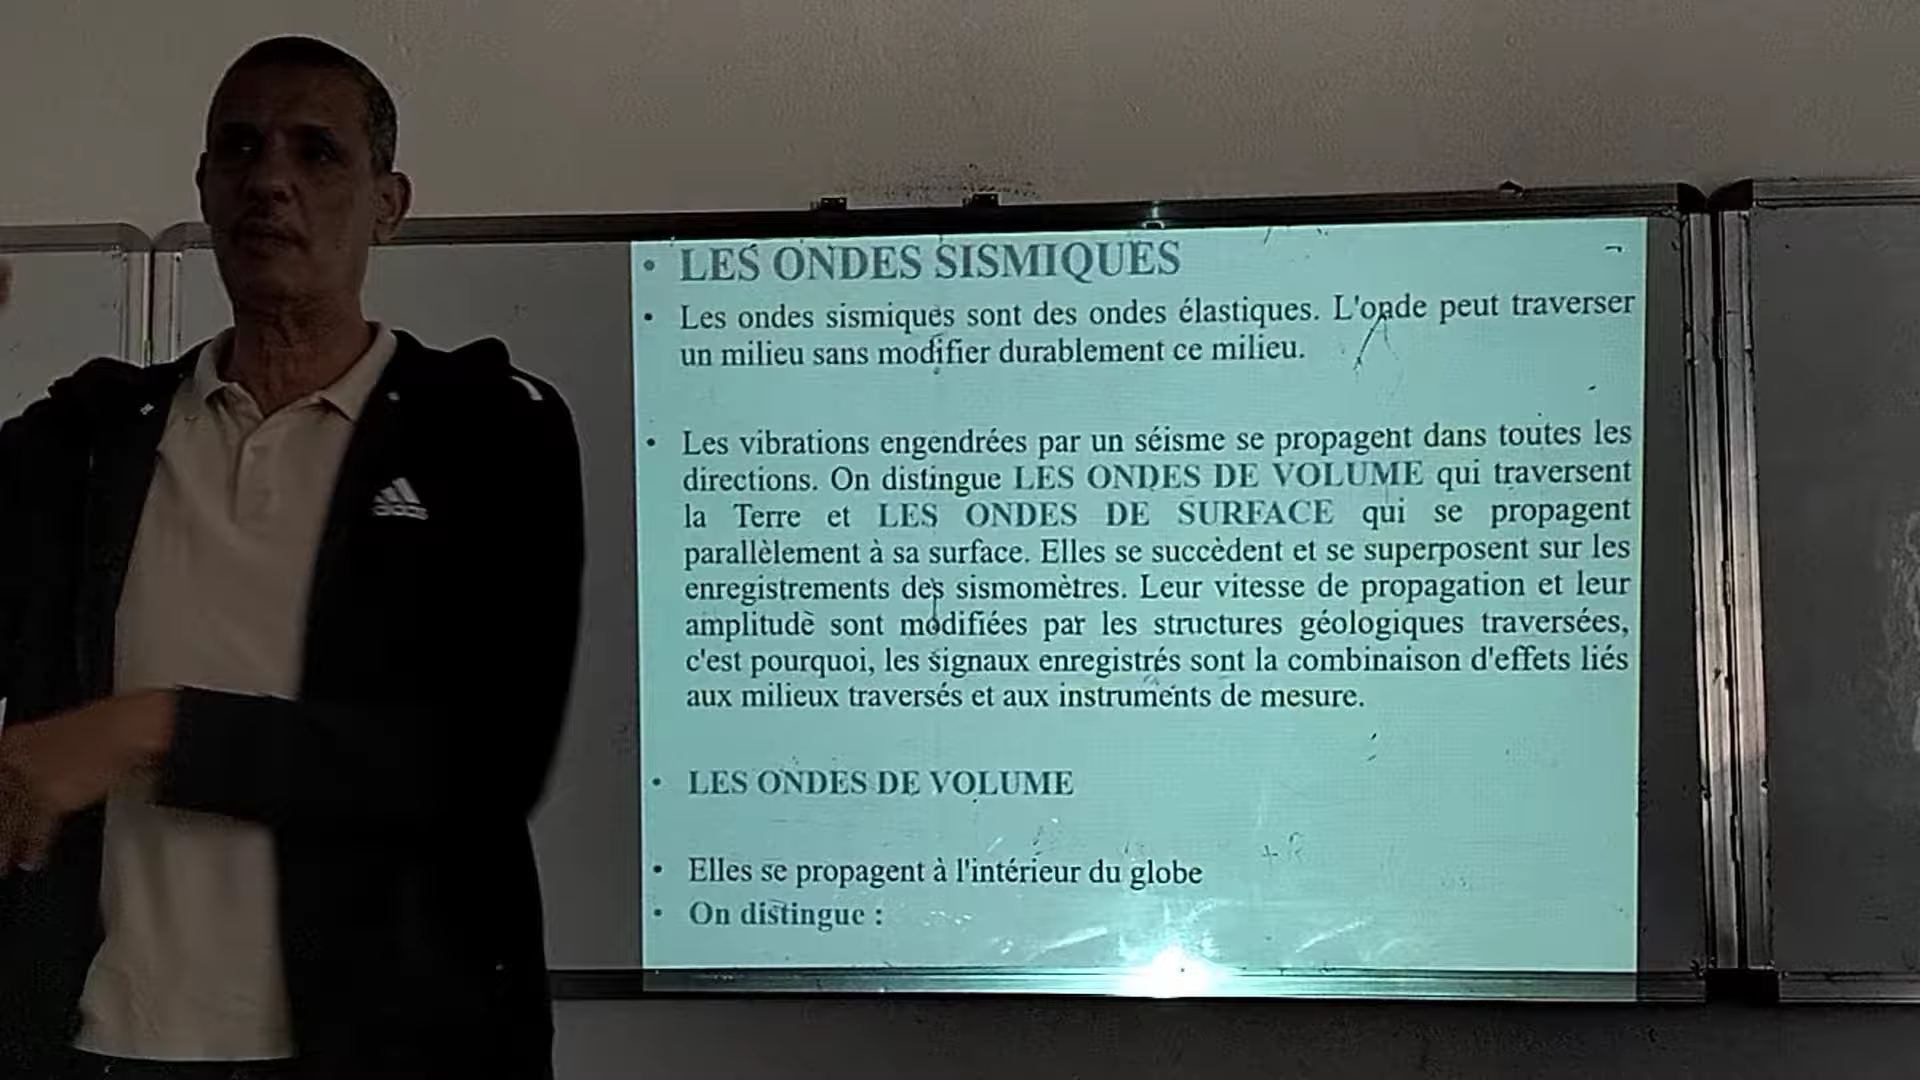 adidas
• LES ONDES SISMIQUES
• Les ondes sismiques sont des ondes élastiques. L'onde peut traverser
un milieu sans modifier durablement ce milieu.
• Les vibrations engendrées par un séisme se propagent dans toutes les
directions. On distingue LES ONDES DE VOLUME qui traversent
la Terre et LES ONDES DE SURFACE qui se propagent
parallèlement à sa surface. Elles se succèdent et se superposent sur les
enregistrements des sismomètres. Leur vitesse de propagation et leur
amplitude sont modifiées par les structures géologiques traversées,
c'est pourquoi, les signaux enregistrés sont la combinaison d'effets liés
aux milieux traversés et aux instruments de mesure.
• LES ONDES DE VOLUME
• Elles se propagent à l'intérieur du globe
• On distingue :